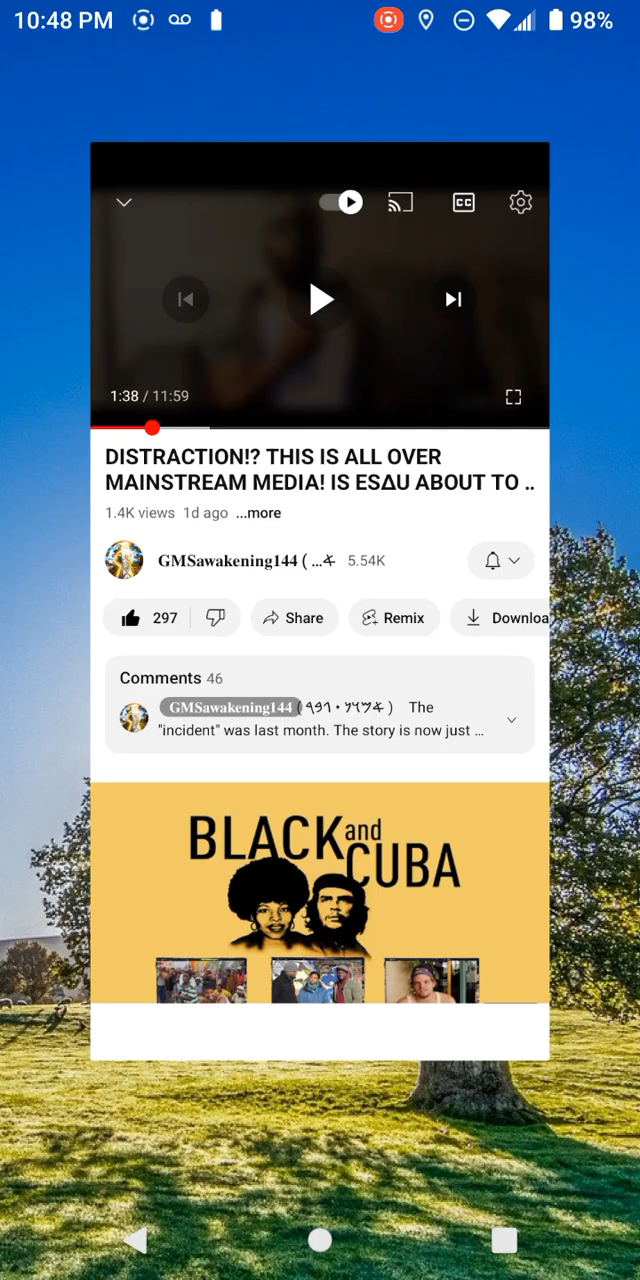 10:48 PM
98%
1:38 / 11:59
DISTRACTION!? THIS IS ALL OVER
MAINSTREAM MEDIA! IS ES∆U ABOUT TO ..
1.4K views 1d ago ...more
GMSawakening144 ( ... 5.54K
297 Share Remix Downloa
Comments 46
GMSawakening144 ( The
"incident" was last month. The story is now just ...
BLACK and
CUBA